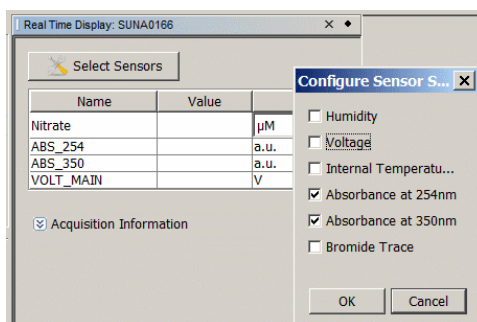 Real Time Display: SUNA0166
Select Sensors
Name Value
Nitrate µM
ABS_254 a.u.
ABS_350 a.u.
VOLT_MAIN V
Acquisition Information
Configure Sensor S...
Humidity
Voltage
Internal Temperatu...
Absorbance at 254nm
Absorbance at 350nm
Bromide Trace
OK Cancel